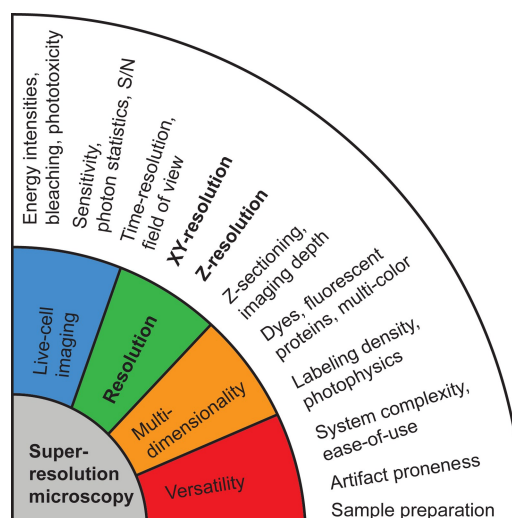 Energy intensities,
bleaching, phototoxicity
Sensitivity,
photon statistics, S/N
Time-resolution,
field of view
XY-resolution
Z-resolution
Z-sectioning,
imaging depth
Dyes, fluorescent
proteins, multi-color
Labeling density,
photophysics
System complexity,
ease-of-use
Artifact proneness
Sample preparation
Live-cell
imaging
Resolution
Multi-
dimensionality
Versatility
Super-
resolution
microscopy